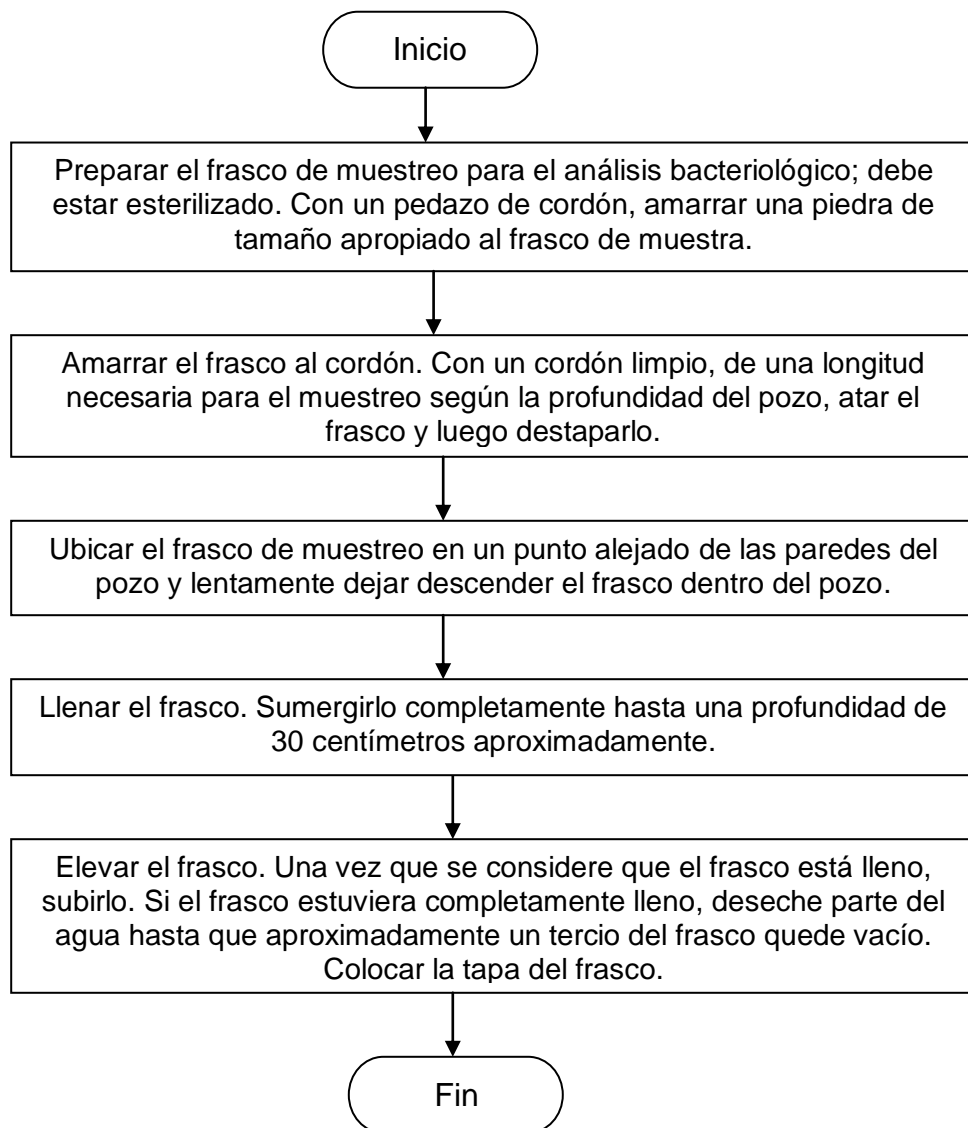 Inicio
Preparar el frasco de muestreo para el análisis bacteriológico; debe
estar esterilizado. Con un pedazo de cordón, amarrar una piedra de
tamaño apropiado al frasco de muestra.
Amarrar el frasco al cordón. Con un cordón limpio, de una longitud
necesaria para el muestreo según la profundidad del pozo, atar el
frasco y luego destaparlo.
Ubicar el frasco de muestreo en un punto alejado de las paredes del
pozo y lentamente dejar descender el frasco dentro del pozo.
Llenar el frasco. Sumergirlo completamente hasta una profundidad de
30 centímetros aproximadamente.
Elevar el frasco. Una vez que se considere que el frasco está lleno,
subirlo. Si el frasco estuviera completamente lleno, deseche parte del
agua hasta que aproximadamente un tercio del frasco quede vacío.
Colocar la tapa del frasco.
Fin